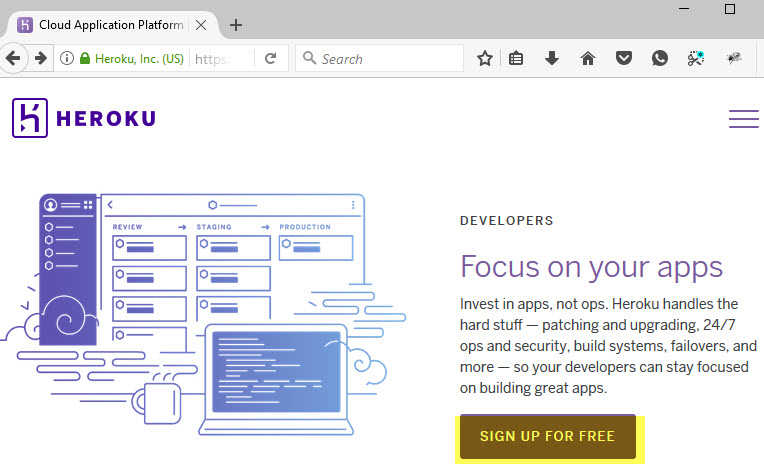 Cloud Application Platform
Heroku, Inc. (US) https: Search
HEROKU
REVIEW STAGING PRODUCTION
DEVELOPERS
Focus on your apps
Invest in apps, not ops. Heroku handles the
hard stuff — patching and upgrading, 24/7
ops and security, build systems, failovers, and
more — so your developers can stay focused
on building great apps.
SIGN UP FOR FREE